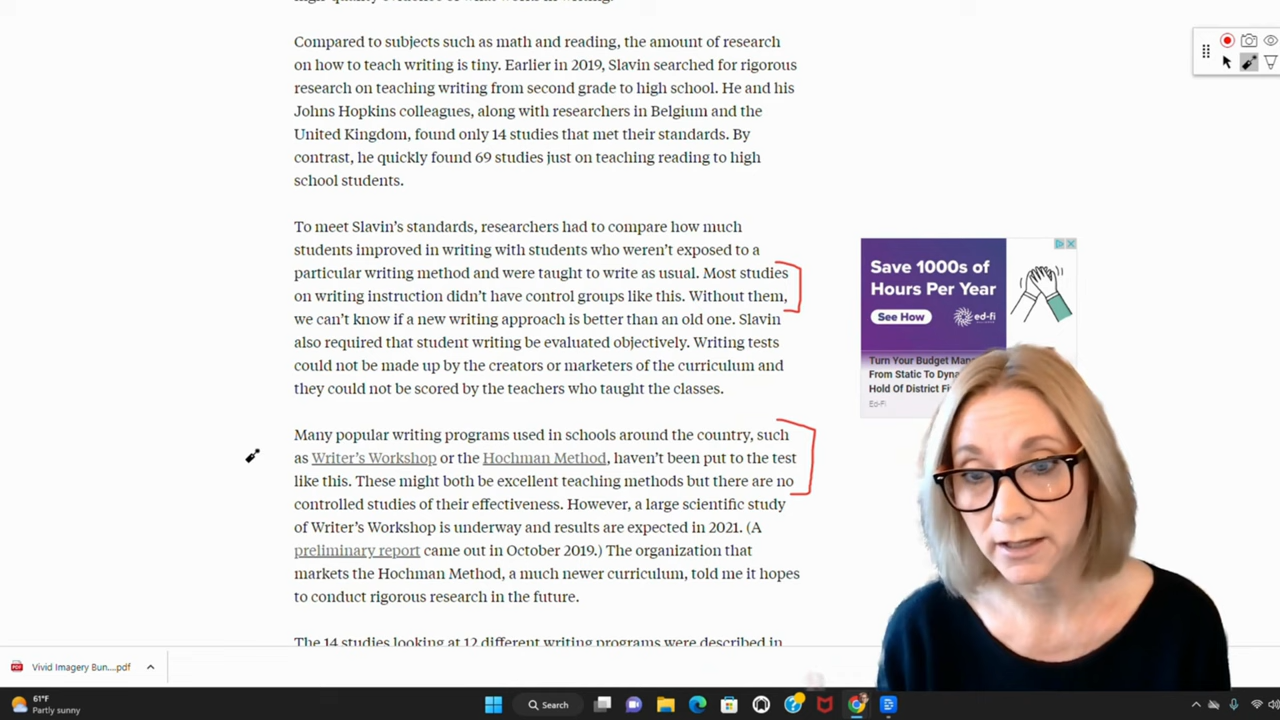 Compared to subjects such as math and reading, the amount of research
on how to teach writing is tiny. Earlier in 2019, Slavin searched for rigorous
research on teaching writing from second grade to high school. He and his
Johns Hopkins colleagues, along with researchers in Belgium and the
United Kingdom, found only 14 studies that met their standards. By
contrast, he quickly found 69 studies just on teaching reading to high
school students.
To meet Slavin’s standards, researchers had to compare how much
students improved in writing with students who weren’t exposed to a
particular writing method and were taught to write as usual. Most studies
on writing instruction didn’t have control groups like this. Without them,
we can’t know if a new writing approach is better than an old one. Slavin
also required that student writing be evaluated objectively. Writing tests
could not be made up by the creators or marketers of the curriculum and
they could not be scored by the teachers who taught the classes.
Many popular writing programs used in schools around the country, such
as Writer’s Workshop or the Hochman Method, haven’t been put to the test
like this. These might both be excellent teaching methods but there are no
controlled studies of their effectiveness. However, a large scientific study
of Writer’s Workshop is underway and results are expected in 2021. (A
preliminary report came out in October 2019.) The organization that
markets the Hochman Method, a much newer curriculum, told me it hopes
to conduct rigorous research in the future.
The 14 studies looking at 12 different writing programs were described in
Save 1000s of
Hours Per Year
See How
ed-fi
Turn Your Budget
From Static To
Hold Of District
Ed-Fi
Vivid Imagery Bun....pdf
61°F
Partly sunny
Search